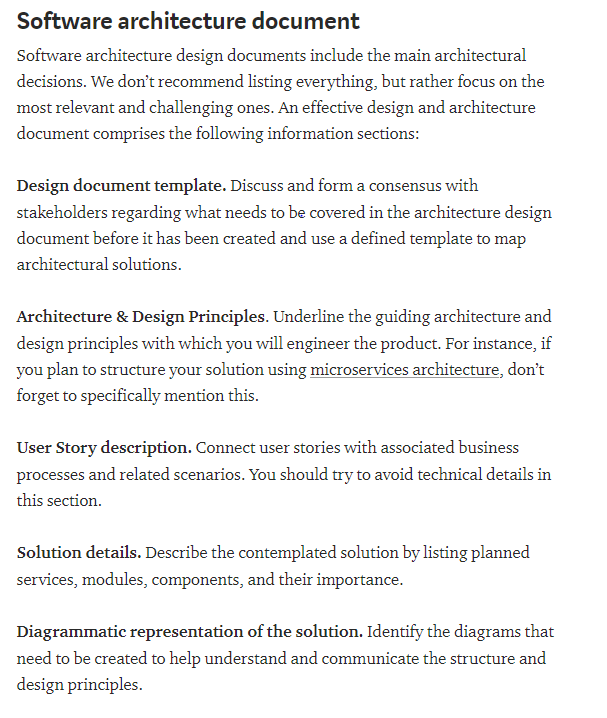 Software architecture document
Software architecture design documents include the main architectural
decisions. We don’t recommend listing everything, but rather focus on the
most relevant and challenging ones. An effective design and architecture
document comprises the following information sections:
Design document template. Discuss and form a consensus with
stakeholders regarding what needs to be covered in the architecture design
document before it has been created and use a defined template to map
architectural solutions.
Architecture & Design Principles. Underline the guiding architecture and
design principles with which you will engineer the product. For instance, if
you plan to structure your solution using microservices architecture, don’t
forget to specifically mention this.
User Story description. Connect user stories with associated business
processes and related scenarios. You should try to avoid technical details in
this section.
Solution details. Describe the contemplated solution by listing planned
services, modules, components, and their importance.
Diagrammatic representation of the solution. Identify the diagrams that
need to be created to help understand and communicate the structure and
design principles.